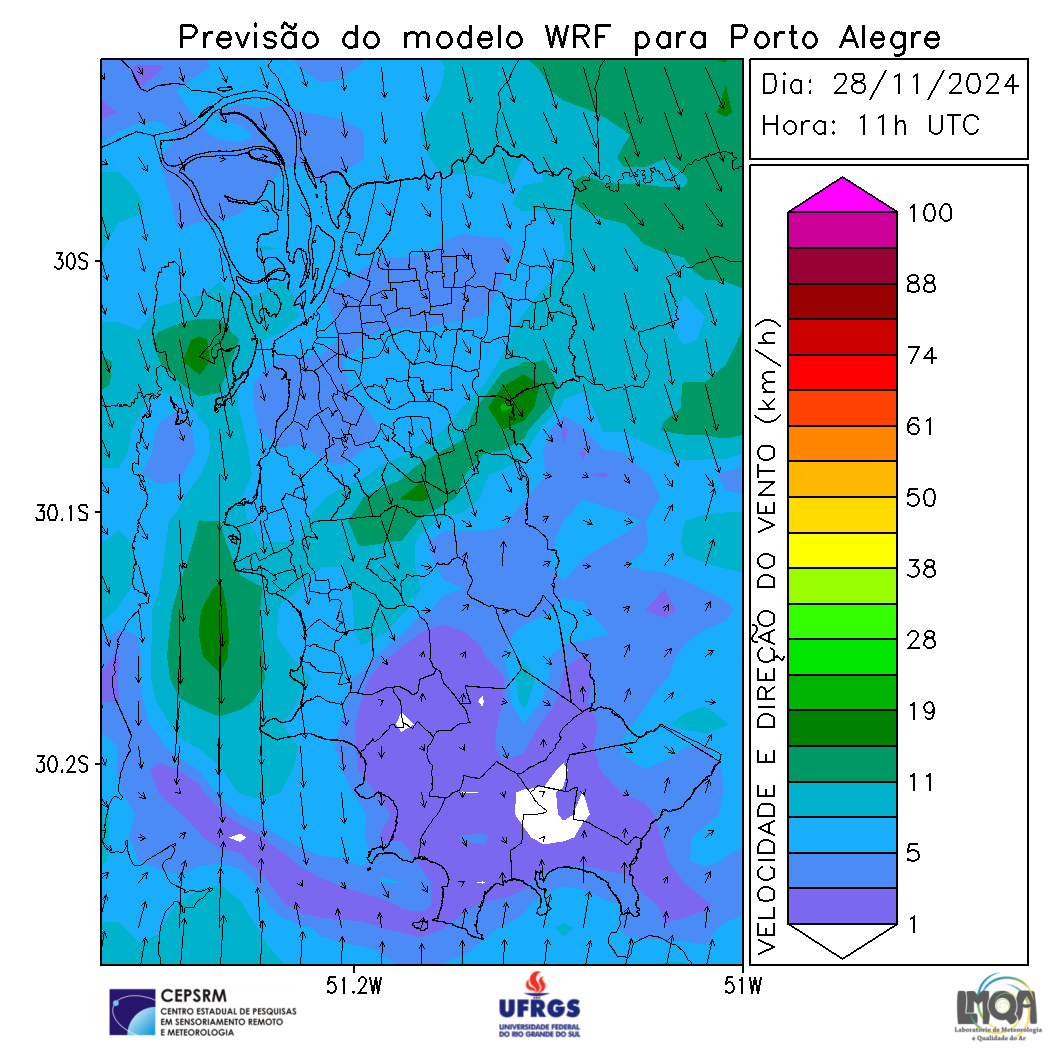 Previsão do modelo WRF para Porto Alegre
Dia: 28/11/2024
Hora: 11h UTC
30S
30.1S
30.2S
51.2W
51W
VELOCIDADE E DIREÇÃO DO VENTO (km/h)
100
88
74
61
50
38
28
19
11
5
1
CEPSRM
CENTRO ESTADUAL DE PESQUISAS
EM SENSORIAMENTO REMOTO
E METEOROLOGIA
UFRGS
UNIVERSIDADE FEDERAL
DO RIO GRANDE DO SUL
LMQA
Laboratório de Meteorologia
e Qualidade do Ar